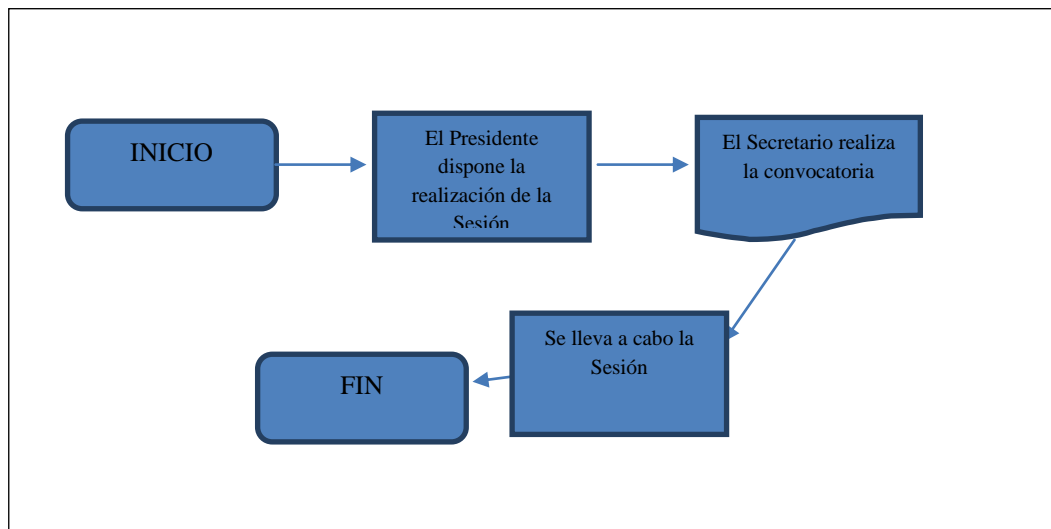 INICIO
El Presidente
dispone la
realización de la
Sesión
El Secretario realiza
la convocatoria
Se lleva a cabo la
Sesión
FIN